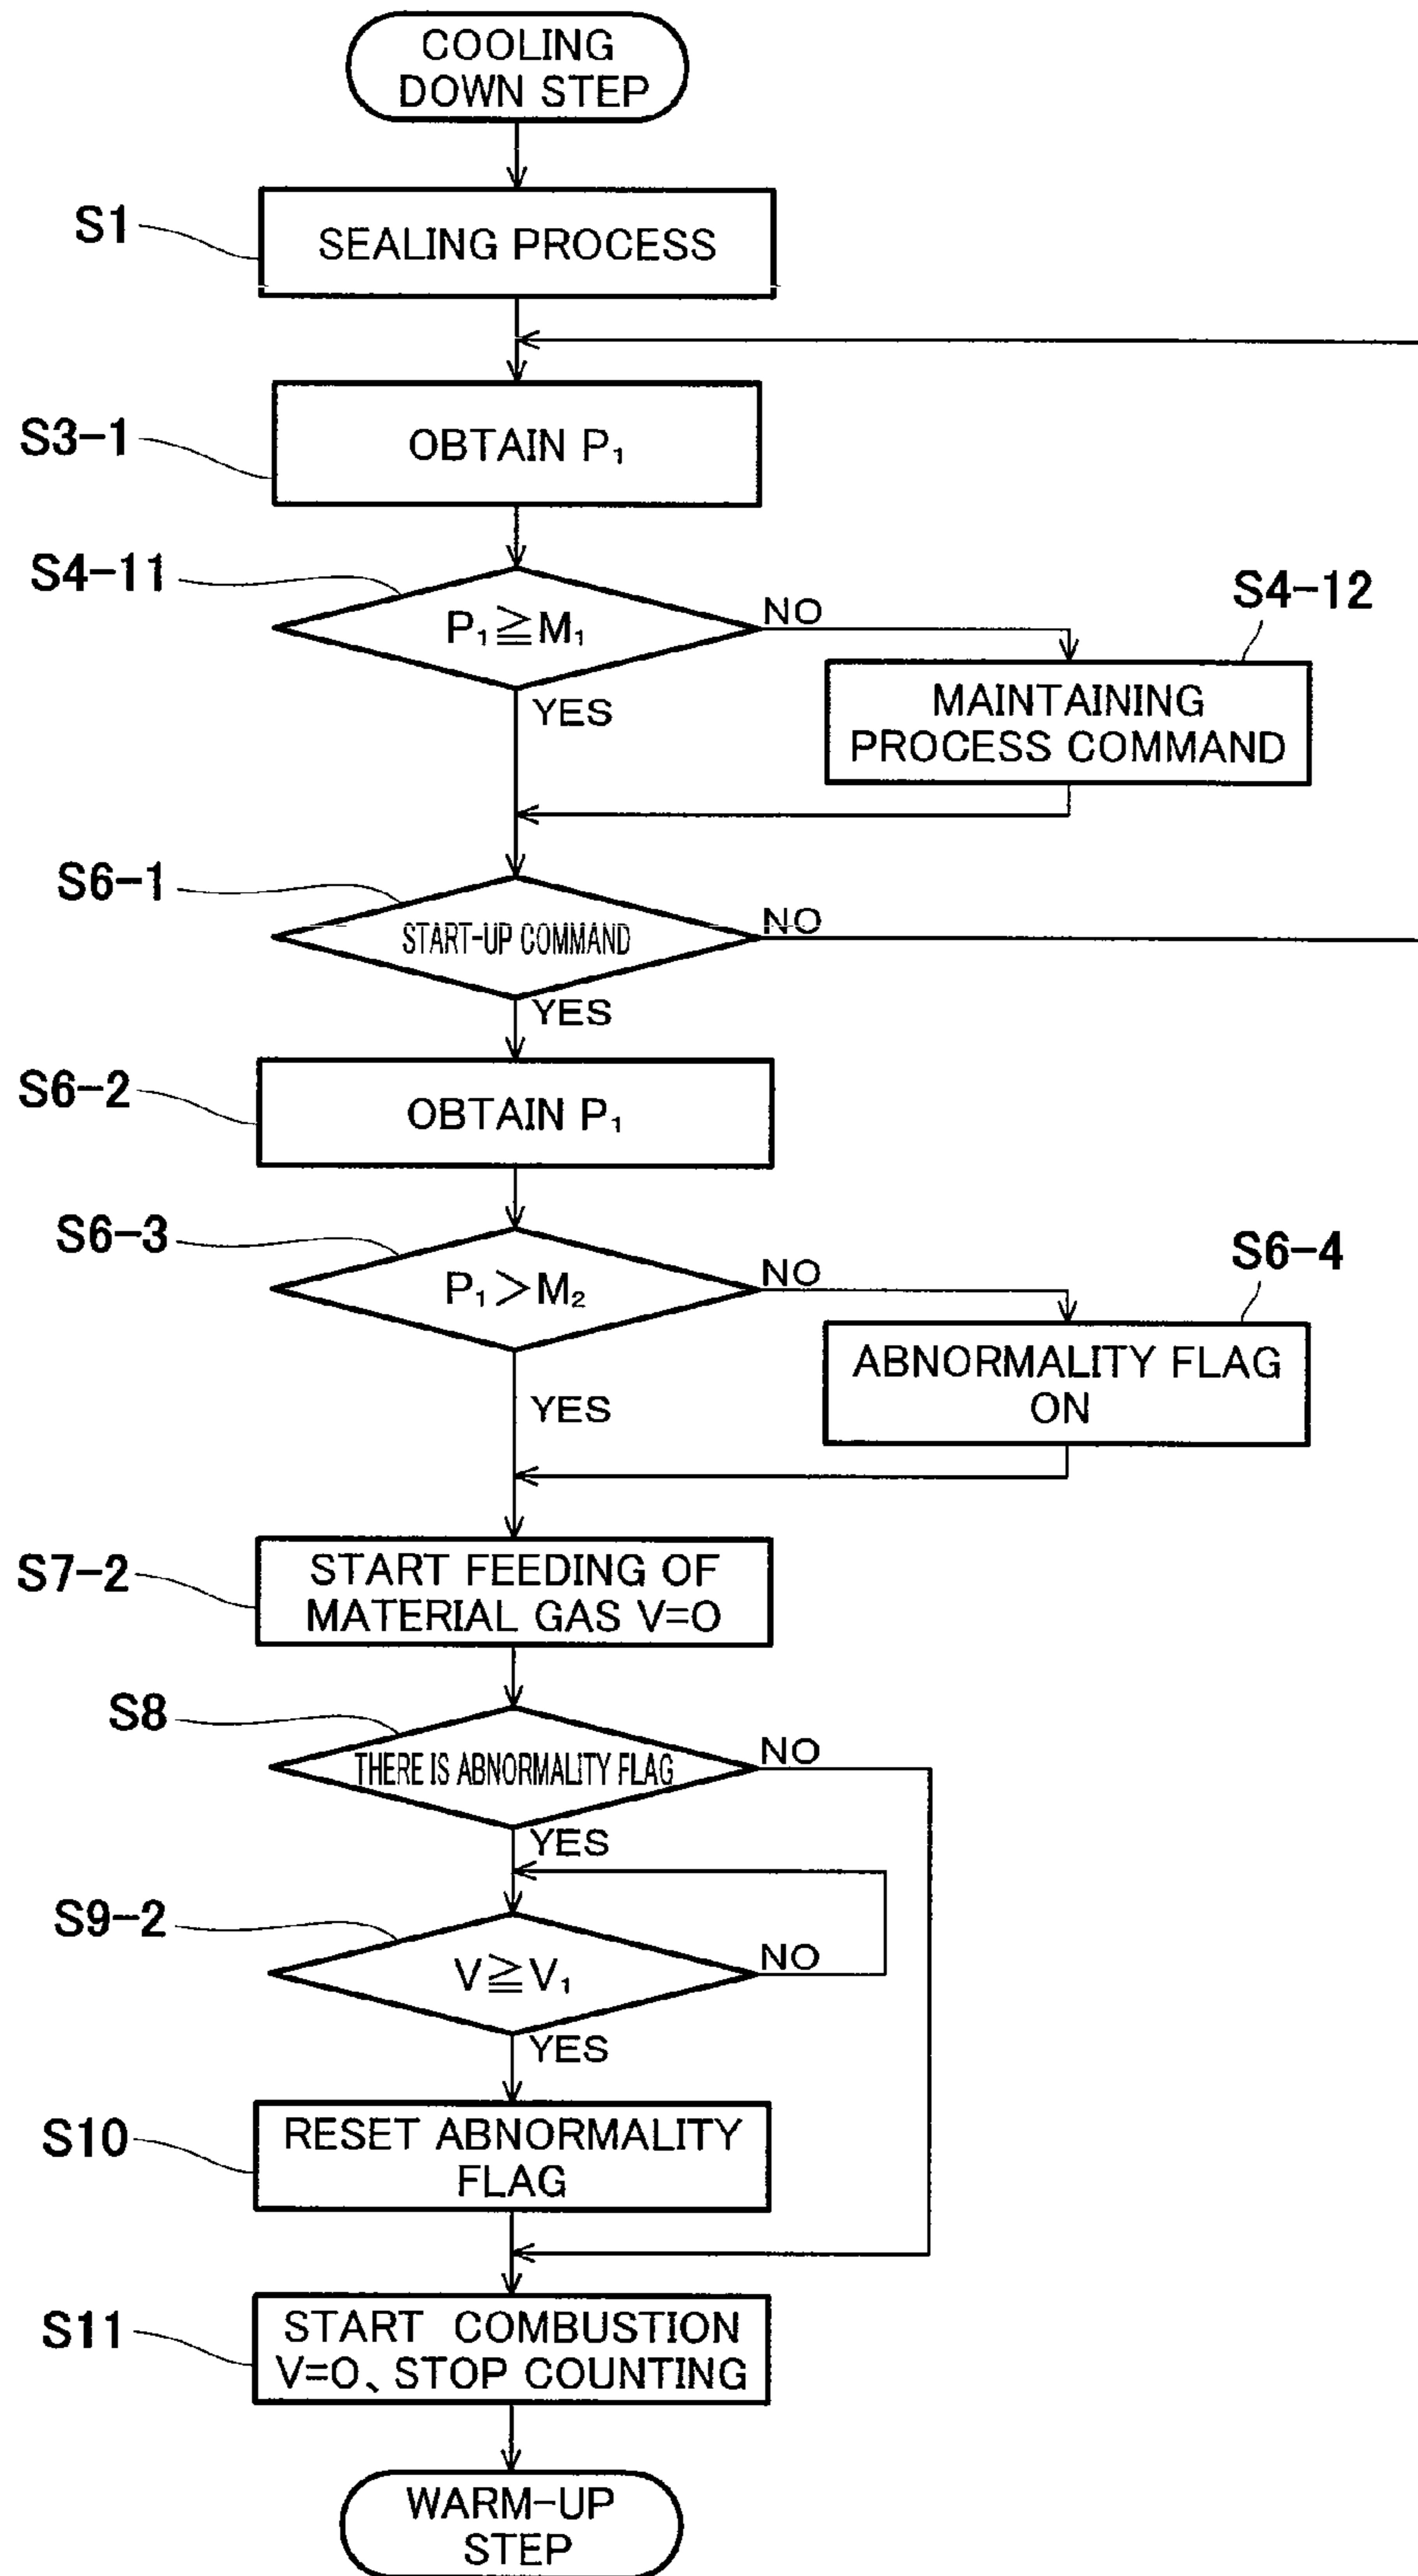 COOLING
DOWN STEP
S1
SEALING PROCESS
S3-1
OBTAIN P₁
S4-11
P₁≧M₁
NO
S4-12
YES
MAINTAINING
PROCESS COMMAND
S6-1
START-UP COMMAND
NO
YES
S6-2
OBTAIN P₁
S6-3
P₁>M₂
NO
S6-4
YES
ABNORMALITY FLAG
ON
S7-2
START FEEDING OF
MATERIAL GAS V=0
S8
THERE IS ABNORMALITY FLAG
NO
YES
S9-2
V≧V₁
NO
YES
S10
RESET ABNORMALITY
FLAG
S11
START COMBUSTION
V=0、STOP COUNTING
WARM-UP
STEP